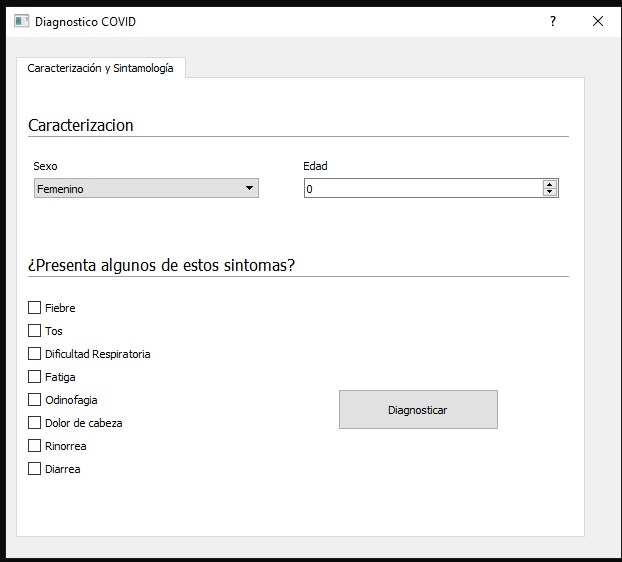 Diagnostico COVID
Caracterización y Sintamología
Caracterizacion
Sexo
Edad
Femenino
0
¿Presenta algunos de estos sintomas?
Fiebre
Tos
Dificultad Respiratoria
Fatiga
Odinofagia
Dolor de cabeza
Rinorrea
Diarrea
Diagnosticar